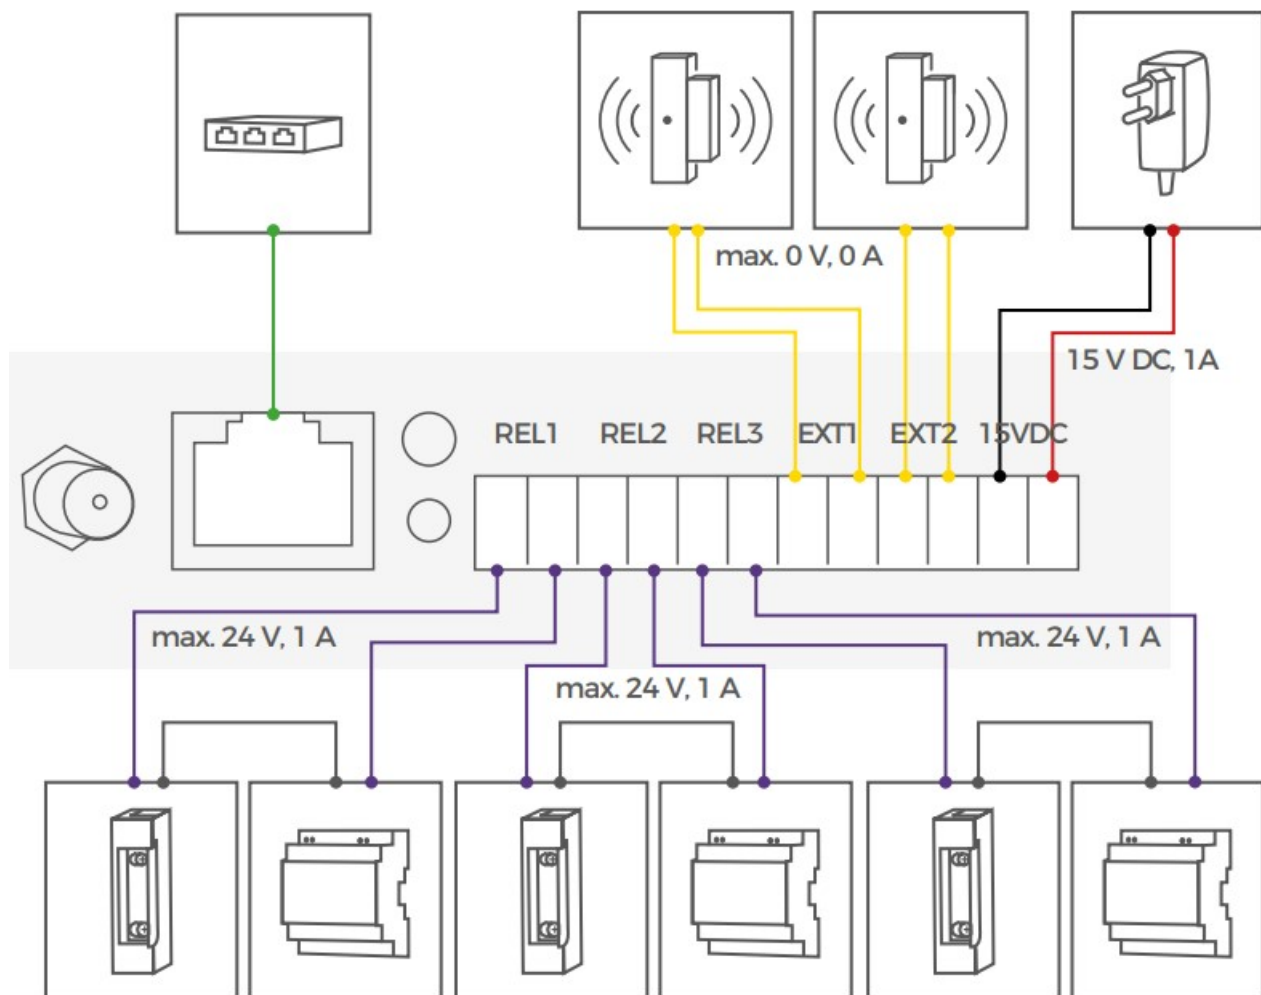 max. 0 V, 0 A
15 V DC, 1A
REL1 REL2 REL3 EXT1 EXT2 15VDC
max. 24 V, 1 A
max. 24 V, 1 A
max. 24 V, 1 A